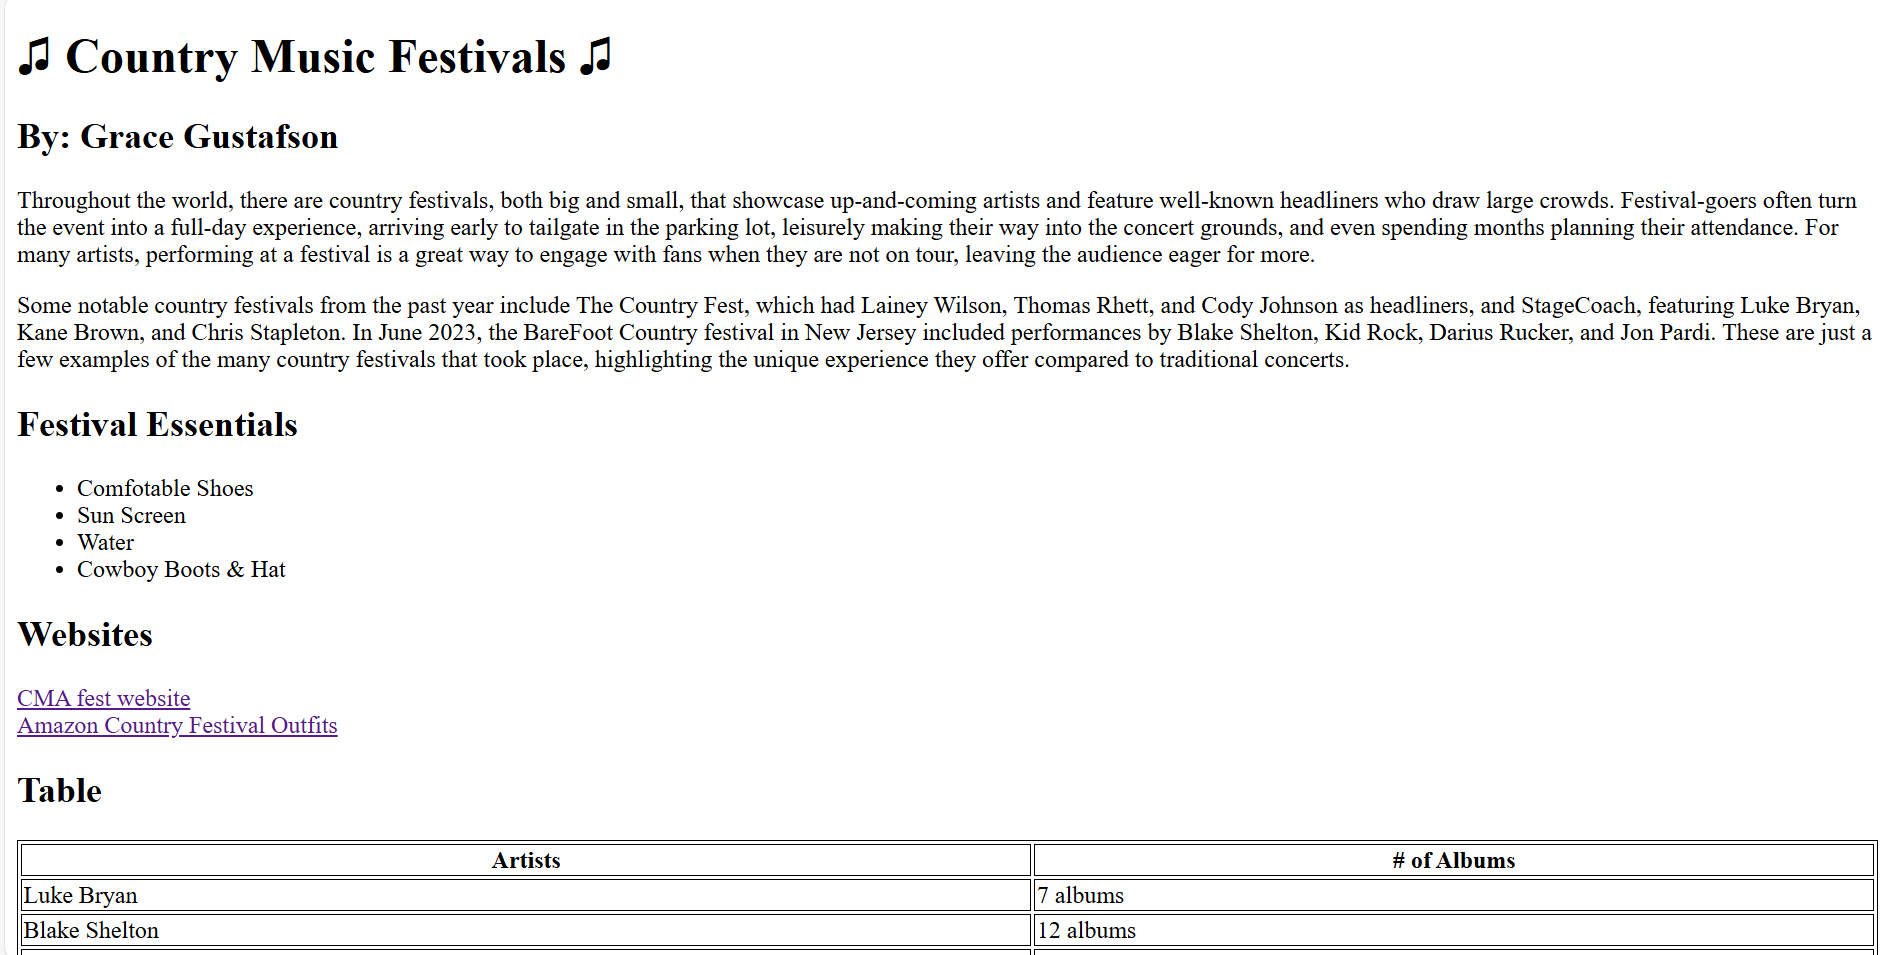 ♫ Country Music Festivals ♫
By: Grace Gustafson
Throughout the world, there are country festivals, both big and small, that showcase up-and-coming artists and feature well-known headliners who draw large crowds. Festival-goers often turn
the event into a full-day experience, arriving early to tailgate in the parking lot, leisurely making their way into the concert grounds, and even spending months planning their attendance. For
many artists, performing at a festival is a great way to engage with fans when they are not on tour, leaving the audience eager for more.
Some notable country festivals from the past year include The Country Fest, which had Lainey Wilson, Thomas Rhett, and Cody Johnson as headliners, and StageCoach, featuring Luke Bryan,
Kane Brown, and Chris Stapleton. In June 2023, the BareFoot Country festival in New Jersey included performances by Blake Shelton, Kid Rock, Darius Rucker, and Jon Pardi. These are just a
few examples of the many country festivals that took place, highlighting the unique experience they offer compared to traditional concerts.
Festival Essentials
• Comfotable Shoes
• Sun Screen
• Water
• Cowboy Boots & Hat
Websites
CMA fest website
Amazon Country Festival Outfits
Table
Artists # of Albums
Luke Bryan 7 albums
Blake Shelton 12 albums